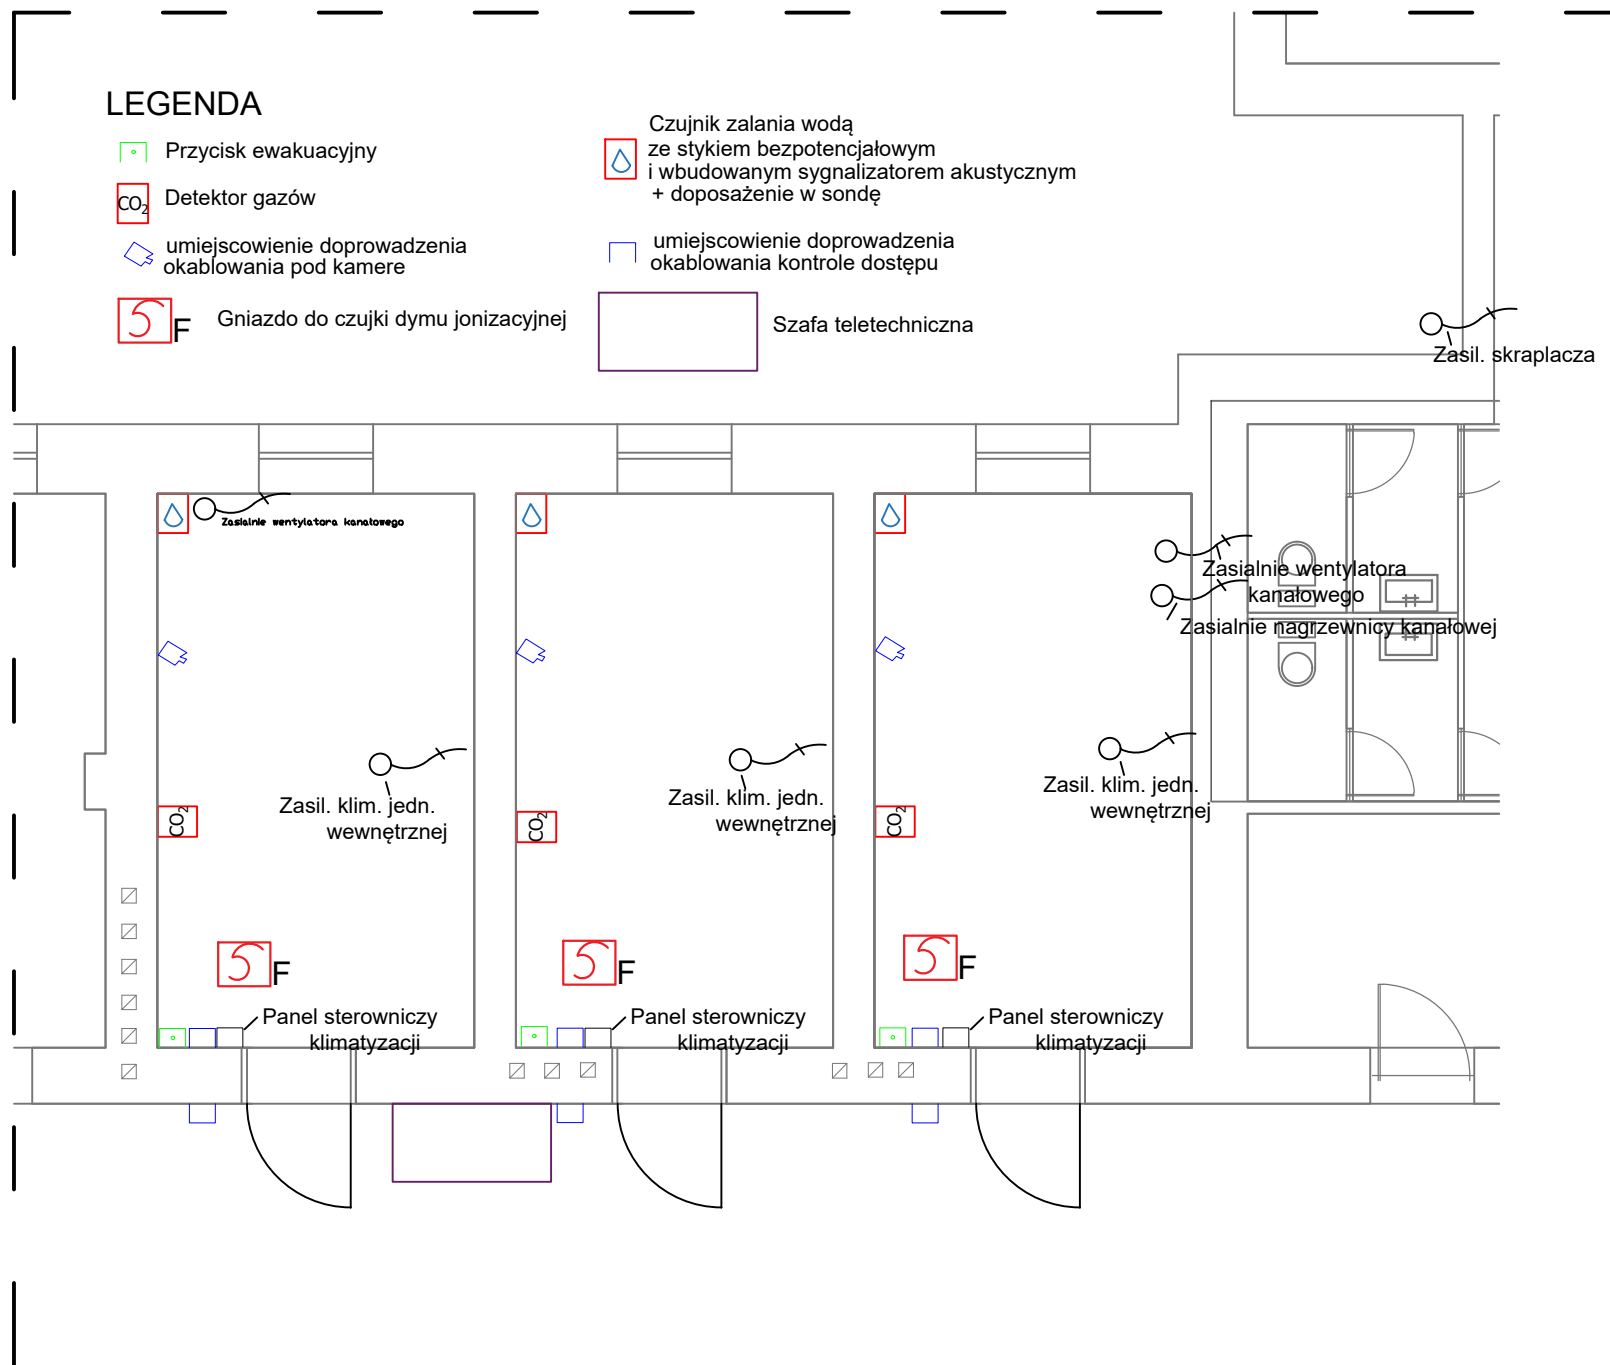 LEGENDA
Przycisk ewakuacyjny
CO2
Detektor gazów
umiejscowienie doprowadzenia
okablowania pod kamere
F
Gniazdo do czujki dymu jonizacyjnej
Czujnik zalania wodą
ze stykiem bezpotencjałowym
i wbudowanym sygnalizatorem akustycznym
+ doposażenie w sondę
umiejscowienie doprowadzenia
okablowania kontrole dostępu
Szafa teletechniczna
Zasil. skraplacza
Zasialnie wentylatora kanałowego
Zasialnie wentylatora
kanałowego
Zasialnie nagrzewnicy kanałowej
Zasil. klim. jedn.
wewnętrznej
Zasil. klim. jedn.
wewnętrznej
Zasil. klim. jedn.
wewnętrznej
CO2
CO2
CO2
F
F
F
Panel sterowniczy
klimatyzacji
Panel sterowniczy
klimatyzacji
Panel sterowniczy
klimatyzacji